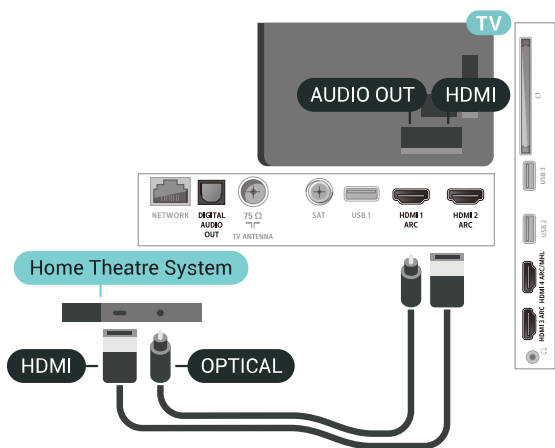 TV
AUDIO OUT
HDMI
CI
USB 3
USB 2
HDMI 4 ARC/MHL
HDMI 3 ARC
NETWORK
DIGITAL
AUDIO
OUT
75 Ω
TV ANTENNA
SAT
USB 1
HDMI 1
ARC
HDMI 2
ARC
Home Theatre System
HDMI
OPTICAL